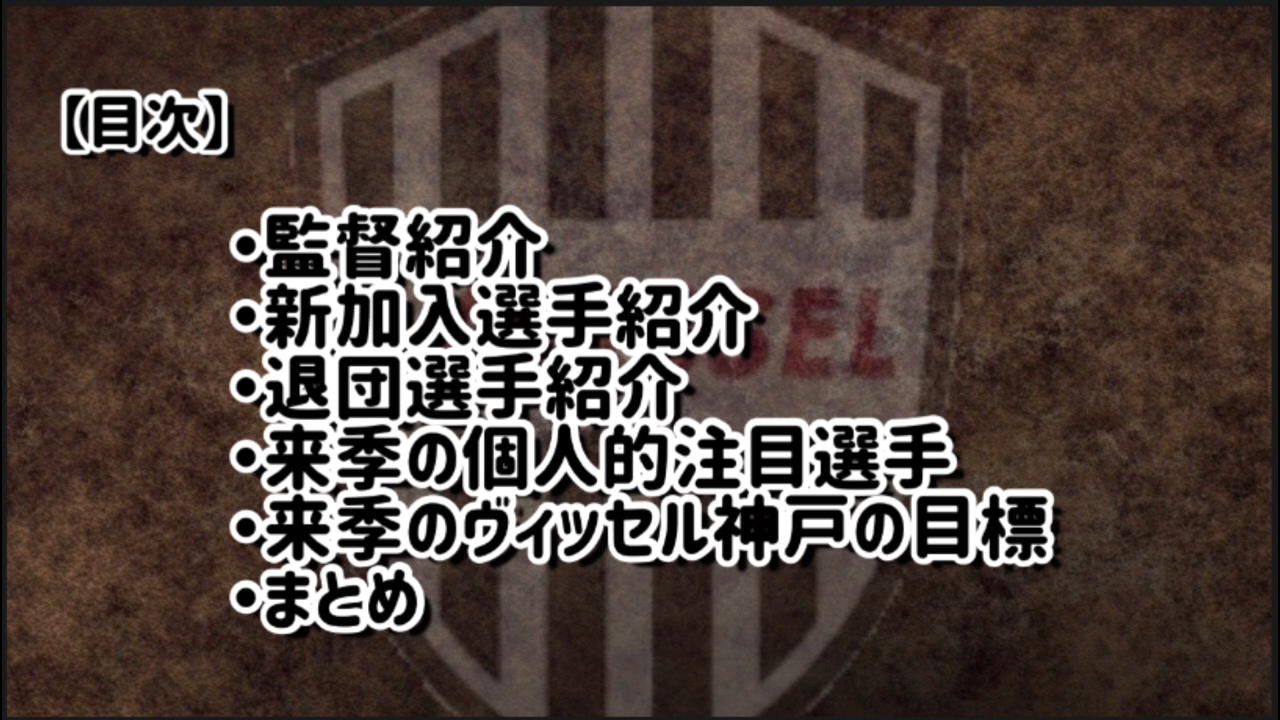 【目次】
・監督紹介
・新加入選手紹介
・退団選手紹介
・来季の個人的注目選手
・来季のヴィッセル神戸の目標
・まとめ